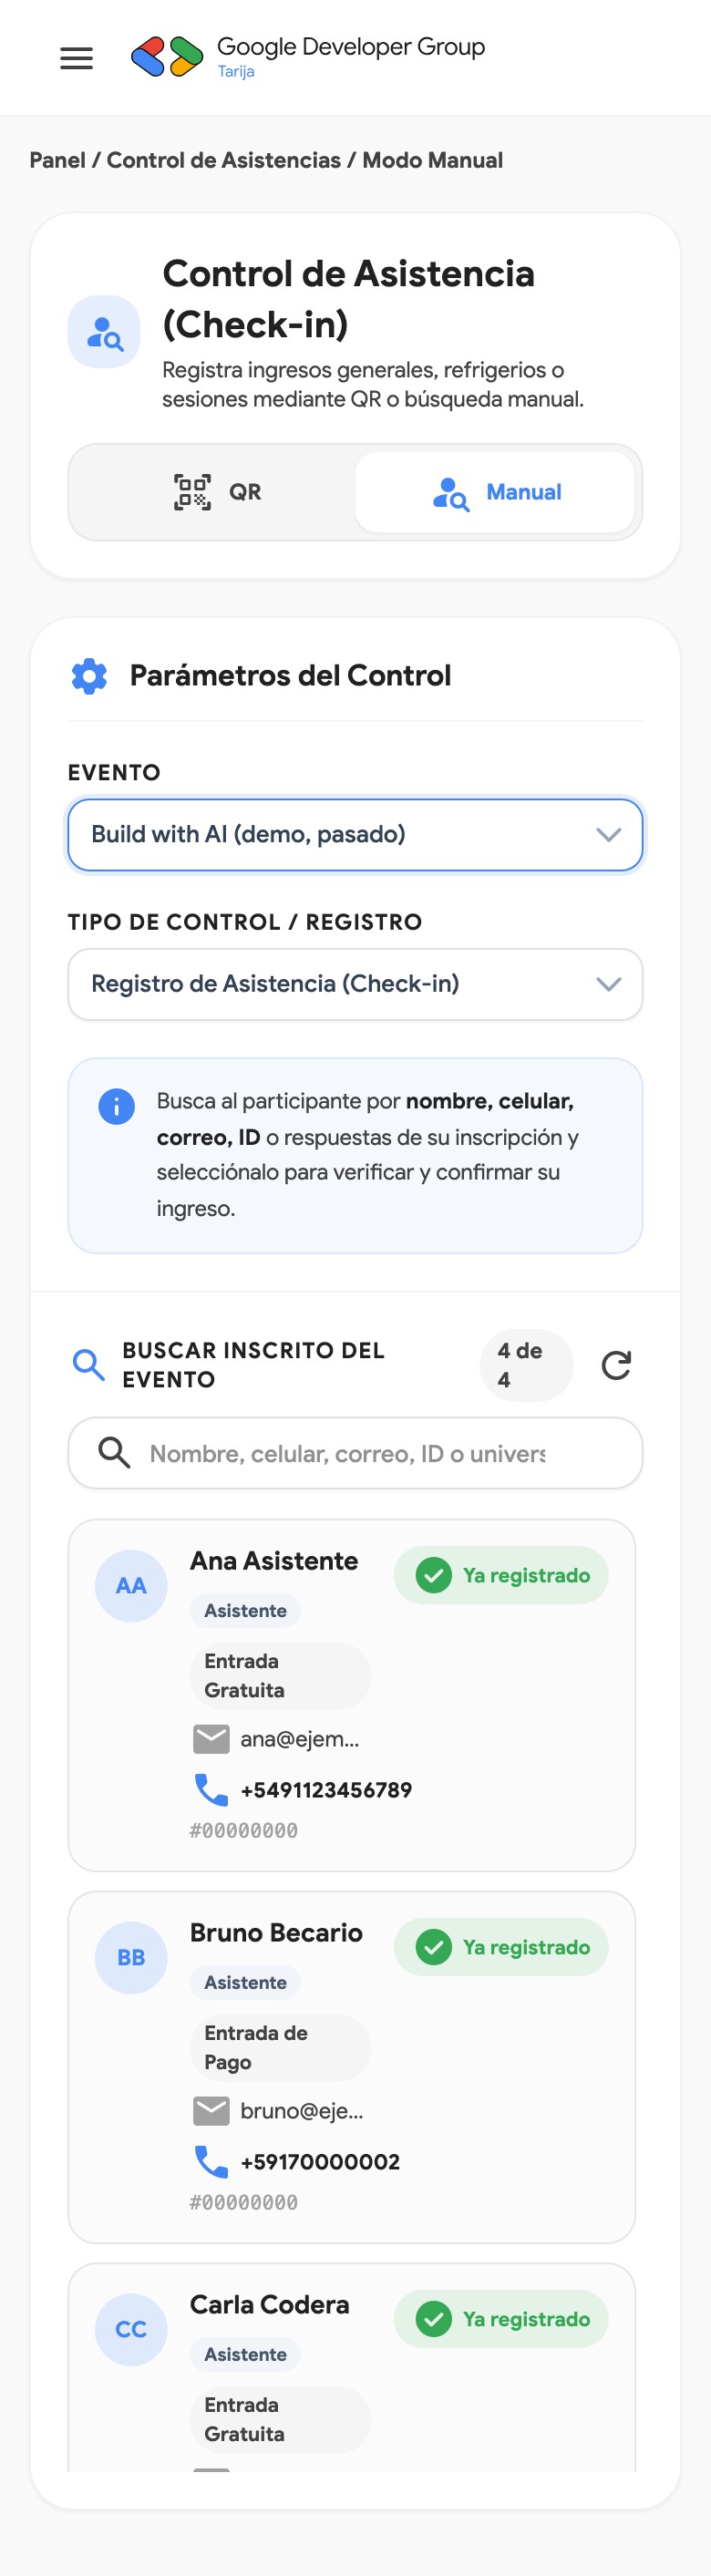 Google Developer Group
Tarija
Panel / Control de Asistencias / Modo Manual
Control de Asistencia
(Check-in)
Registra ingresos generales, refrigerios o
sesiones mediante QR o búsqueda manual.
QR
Manual
Parámetros del Control
EVENTO
Build with AI (demo, pasado)
TIPO DE CONTROL / REGISTRO
Registro de Asistencia (Check-in)
Busca al participante por nombre, celular,
correo, ID o respuestas de su inscripción y
selecciónalo para verificar y confirmar su
ingreso.
BUSCAR INSCRITO DEL
EVENTO
4 de
4
Nombre, celular, correo, ID o univers
AA
Ana Asistente
Ya registrado
Asistente
Entrada
Gratuita
ana@ejem...
+5491123456789
#00000000
BB
Bruno Becario
Ya registrado
Asistente
Entrada de
Pago
bruno@eje...
+59170000002
#00000000
CC
Carla Codera
Ya registrado
Asistente
Entrada
Gratuita